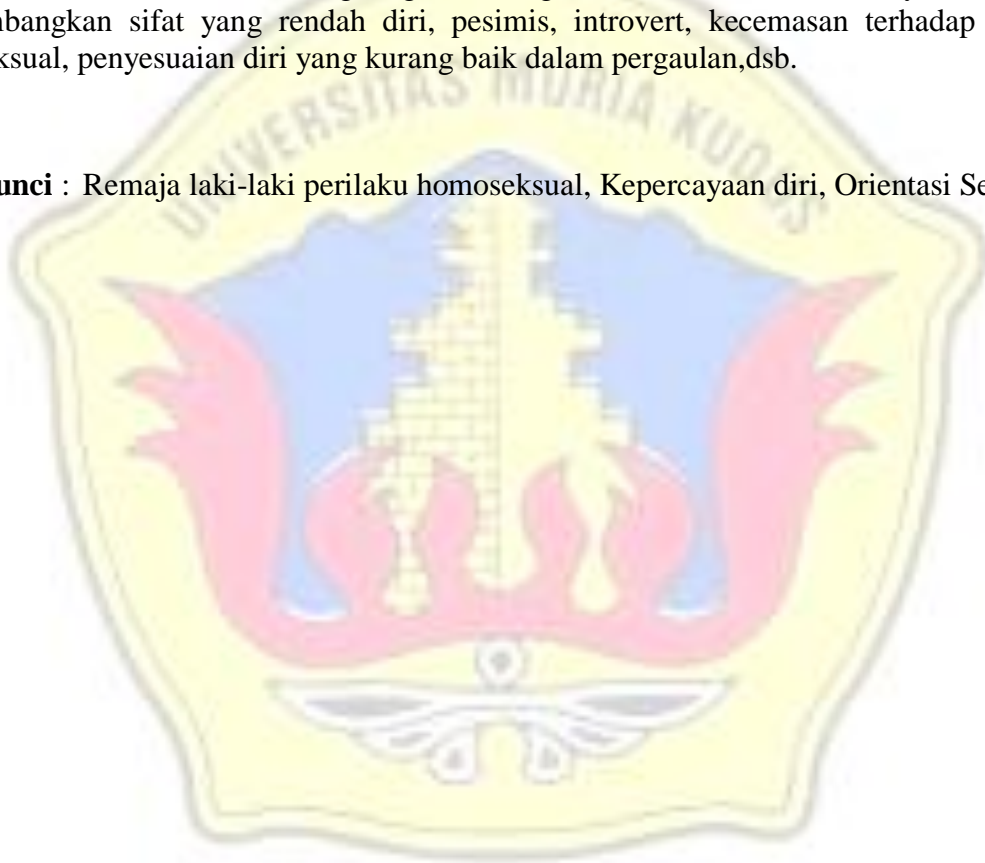 mbangkan sifat yang rendah diri, pesimis, introvert, kecemasan terhadap
ksual, penyesuaian diri yang kurang baik dalam pergaulan,dsb.
UNIVERSITAS MURIA KUDUS
unci : Remaja laki-laki perilaku homoseksual, Kepercayaan diri, Orientasi Se